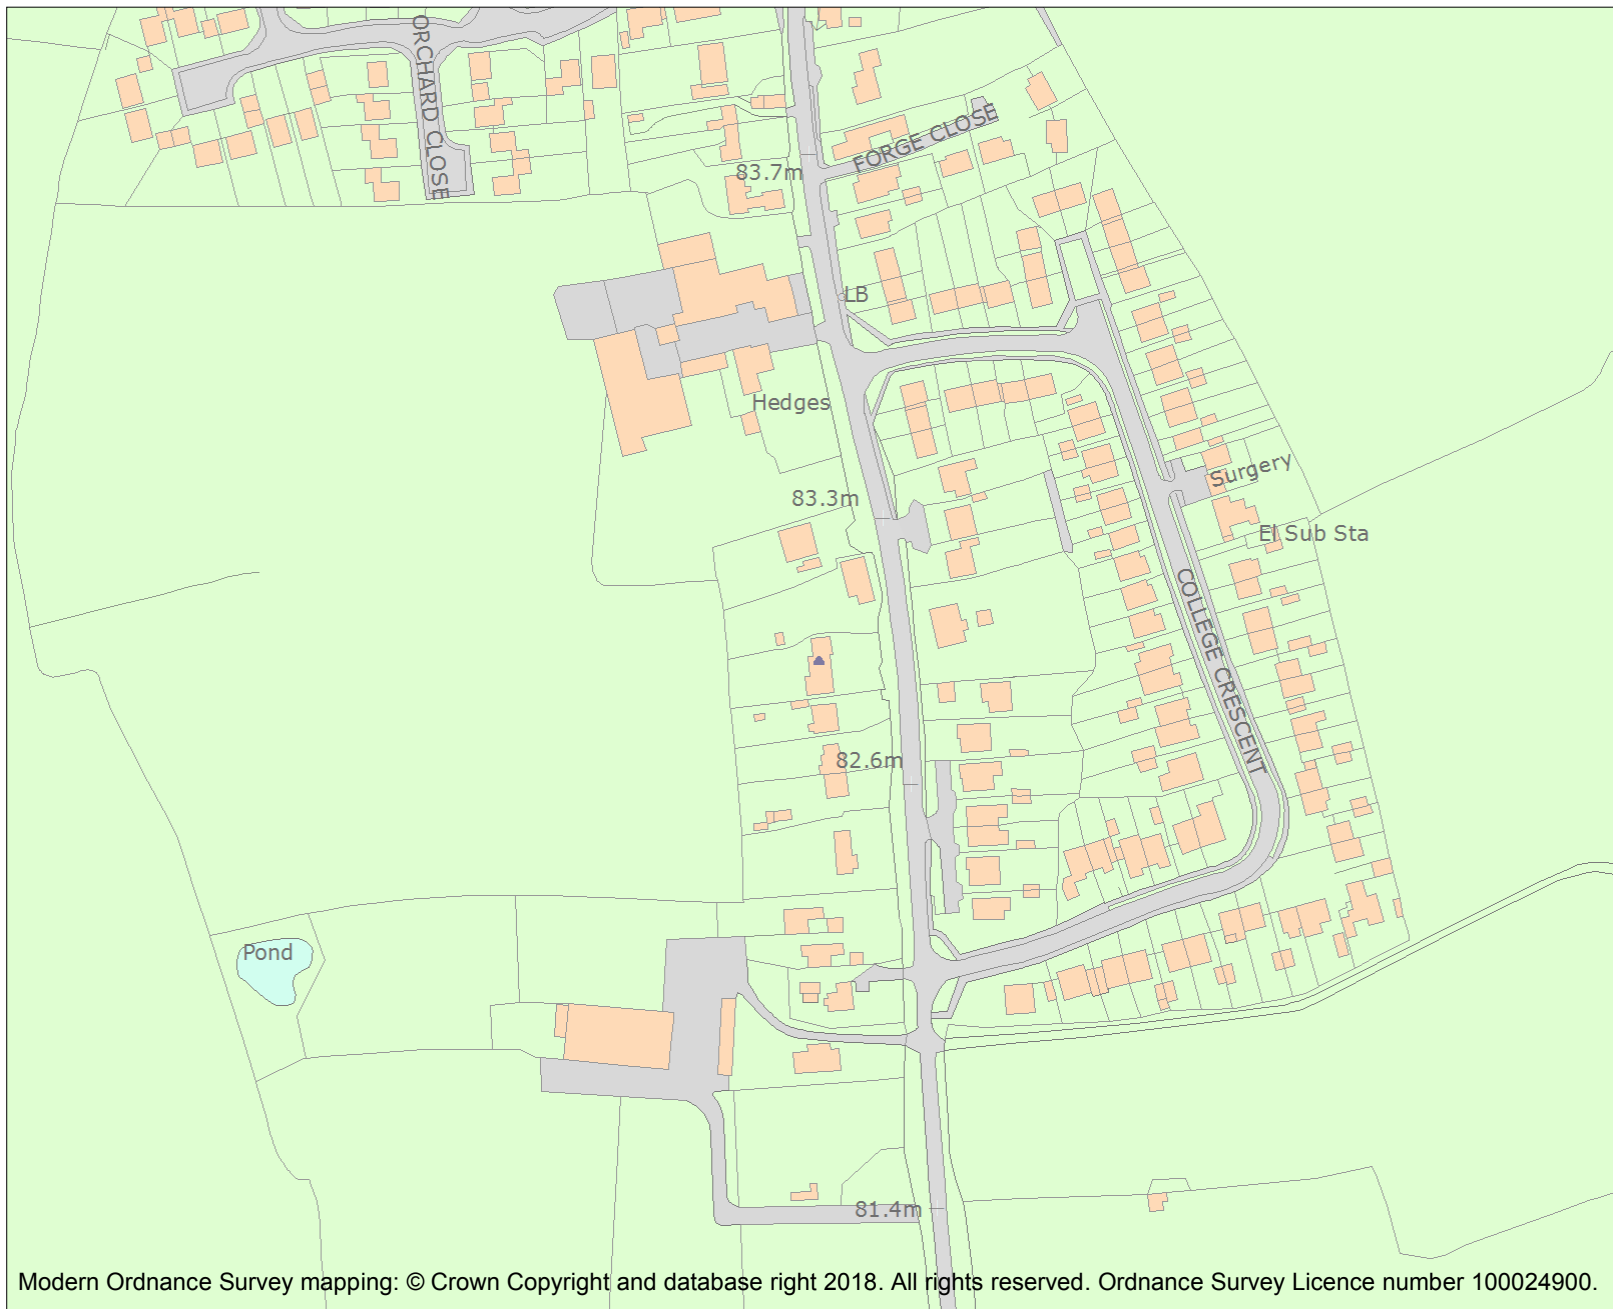 ORCHARD CLOSE
FORGE CLOSE
83.7m
LB
Hedges
Surgery
83.3m
El Sub Sta
COLLEGE CRESCENT
82.6m
Pond
81.4m
Modern Ordnance Survey mapping: © Crown Copyright and database right 2018. All rights reserved. Ordnance Survey Licence number 100024900.